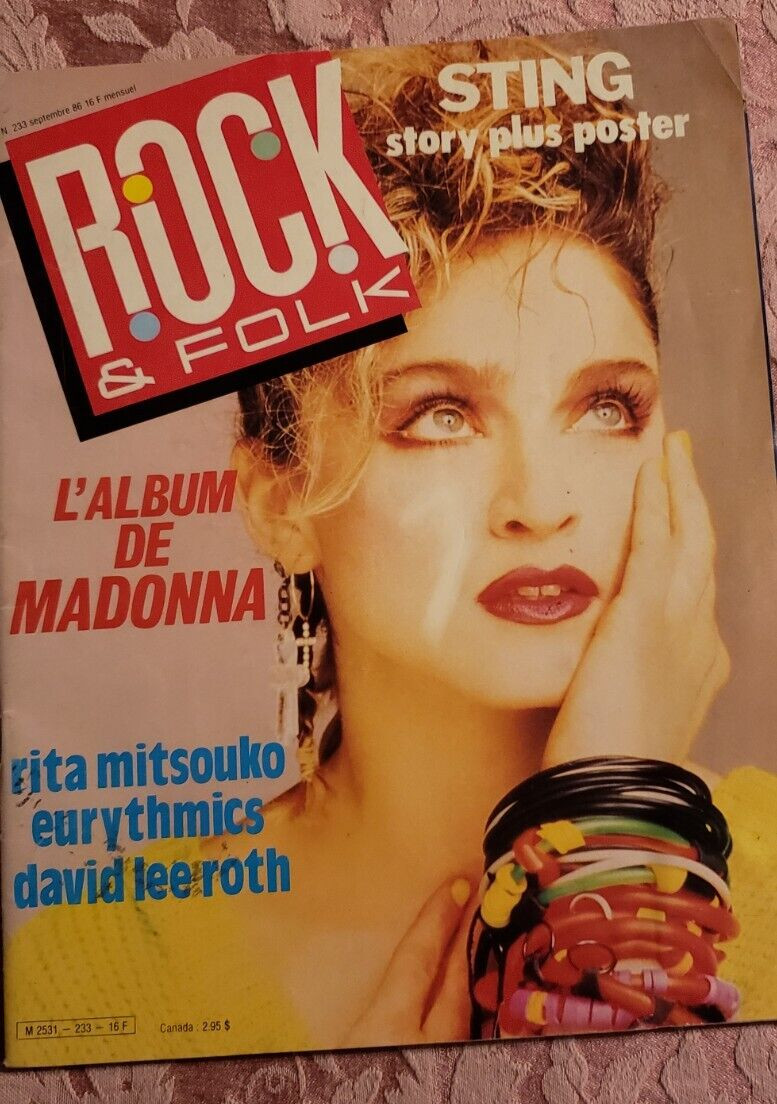 N. 233 septembre 86 16 F mensuel
ROCK
& FOLK
STING
story plus poster
L'ALBUM
DE
MADONNA
rita mitsouko
eurythmics
david lee roth
M 2531 – 233 – 16 F
Canada : 2.95 $